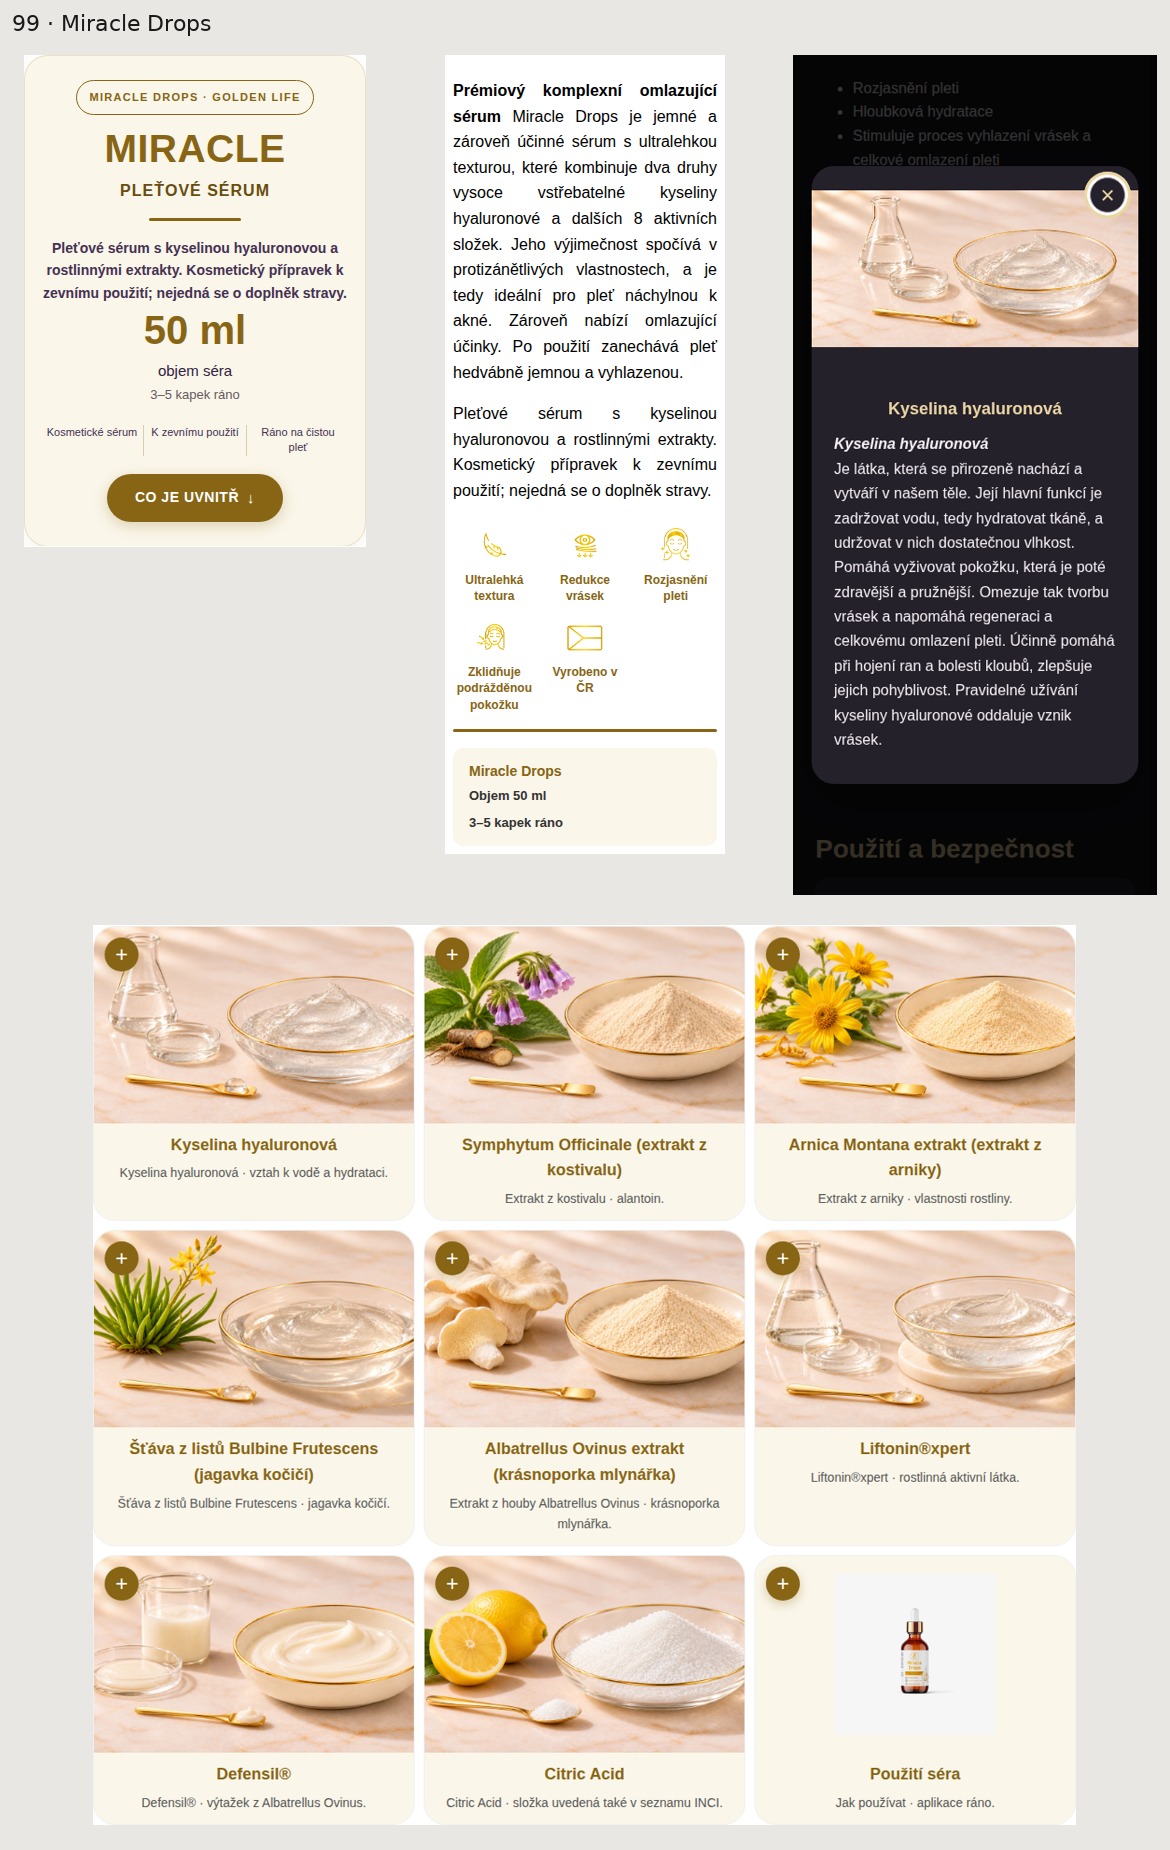 99 · Miracle Drops
MIRACLE DROPS · GOLDEN LIFE
MIRACLE
PLEŤOVÉ SÉRUM
Pleťové sérum s kyselinou hyaluronovou a
rostlinnými extrakty. Kosmetický přípravek k
zevnímu použití; nejedná se o doplněk stravy.
50 ml
objem séra
3–5 kapek ráno
Kosmetické sérum
K zevnímu použití
Ráno na čistou
pleť
CO JE UVNITŘ ↓
Prémiový komplexní omlazující
sérum Miracle Drops je jemné a
zároveň účinné sérum s ultralehkou
texturou, které kombinuje dva druhy
vysoce vstřebatelné kyseliny
hyaluronové a dalších 8 aktivních
složek. Jeho výjimečnost spočívá v
protizánětlivých vlastnostech, a je
tedy ideální pro pleť náchylnou k
akné. Zároveň nabízí omlazující
účinky. Po použití zanechává pleť
hedvábně jemnou a vyhlazenou.
Pleťové sérum s kyselinou
hyaluronovou a rostlinnými extrakty.
Kosmetický přípravek k zevnímu
použití; nejedná se o doplněk stravy.
Ultralehká
textura
Redukce
vrásek
Rozjasnění
pleti
Zklidňuje
podrážděnou
pokožku
Vyrobeno v
ČR
Miracle Drops
Objem 50 ml
3–5 kapek ráno
Rozjasnění pleti
Hloubková hydratace
Stimuluje proces vyhlazení vrásek a
celkové omlazení pleti
Kyselina hyaluronová
Kyselina hyaluronová
Je látka, která se přirozeně nachází a
vytváří v našem těle. Její hlavní funkcí je
zadržovat vodu, tedy hydratovat tkáně, a
udržovat v nich dostatečnou vlhkost.
Pomáhá vyživovat pokožku, která je poté
zdravější a pružnější. Omezuje tak tvorbu
vrásek a napomáhá regeneraci a
celkovému omlazení pleti. Účinně pomáhá
při hojení ran a bolesti kloubů, zlepšuje
jejich pohyblivost. Pravidelné užívání
kyseliny hyaluronové oddaluje vznik
vrásek.
Použití a bezpečnost
Kyselina hyaluronová
Kyselina hyaluronová · vztah k vodě a hydrataci.
Symphytum Officinale (extrakt z
kostivalu)
Extrakt z kostivalu · alantoin.
Arnica Montana extrakt (extrakt z
arniky)
Extrakt z arniky · vlastnosti rostliny.
Šťáva z listů Bulbine Frutescens
(jagavka kočičí)
Šťáva z listů Bulbine Frutescens · jagavka kočičí.
Albatrellus Ovinus extrakt
(krásnoporka mlynářka)
Extrakt z houby Albatrellus Ovinus · krásnoporka
mlynářka.
Liftonin®xpert
Liftonin®xpert · rostlinná aktivní látka.
Defensil®
Defensil® · výtažek z Albatrellus Ovinus.
Citric Acid
Citric Acid · složka uvedená také v seznamu INCI.
Miracle
Drops
Použití séra
Jak používat · aplikace ráno.